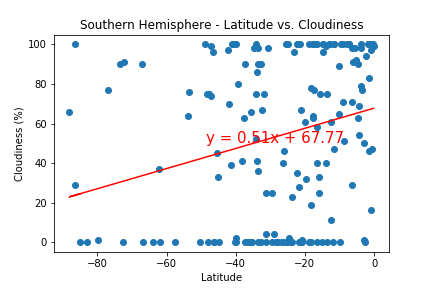 Southern Hemisphere - Latitude vs. Cloudiness
100
80
60
40
20
0
Cloudiness (%)
y = 0.51x + 67.77
−80
−60
−40
−20
0
Latitude